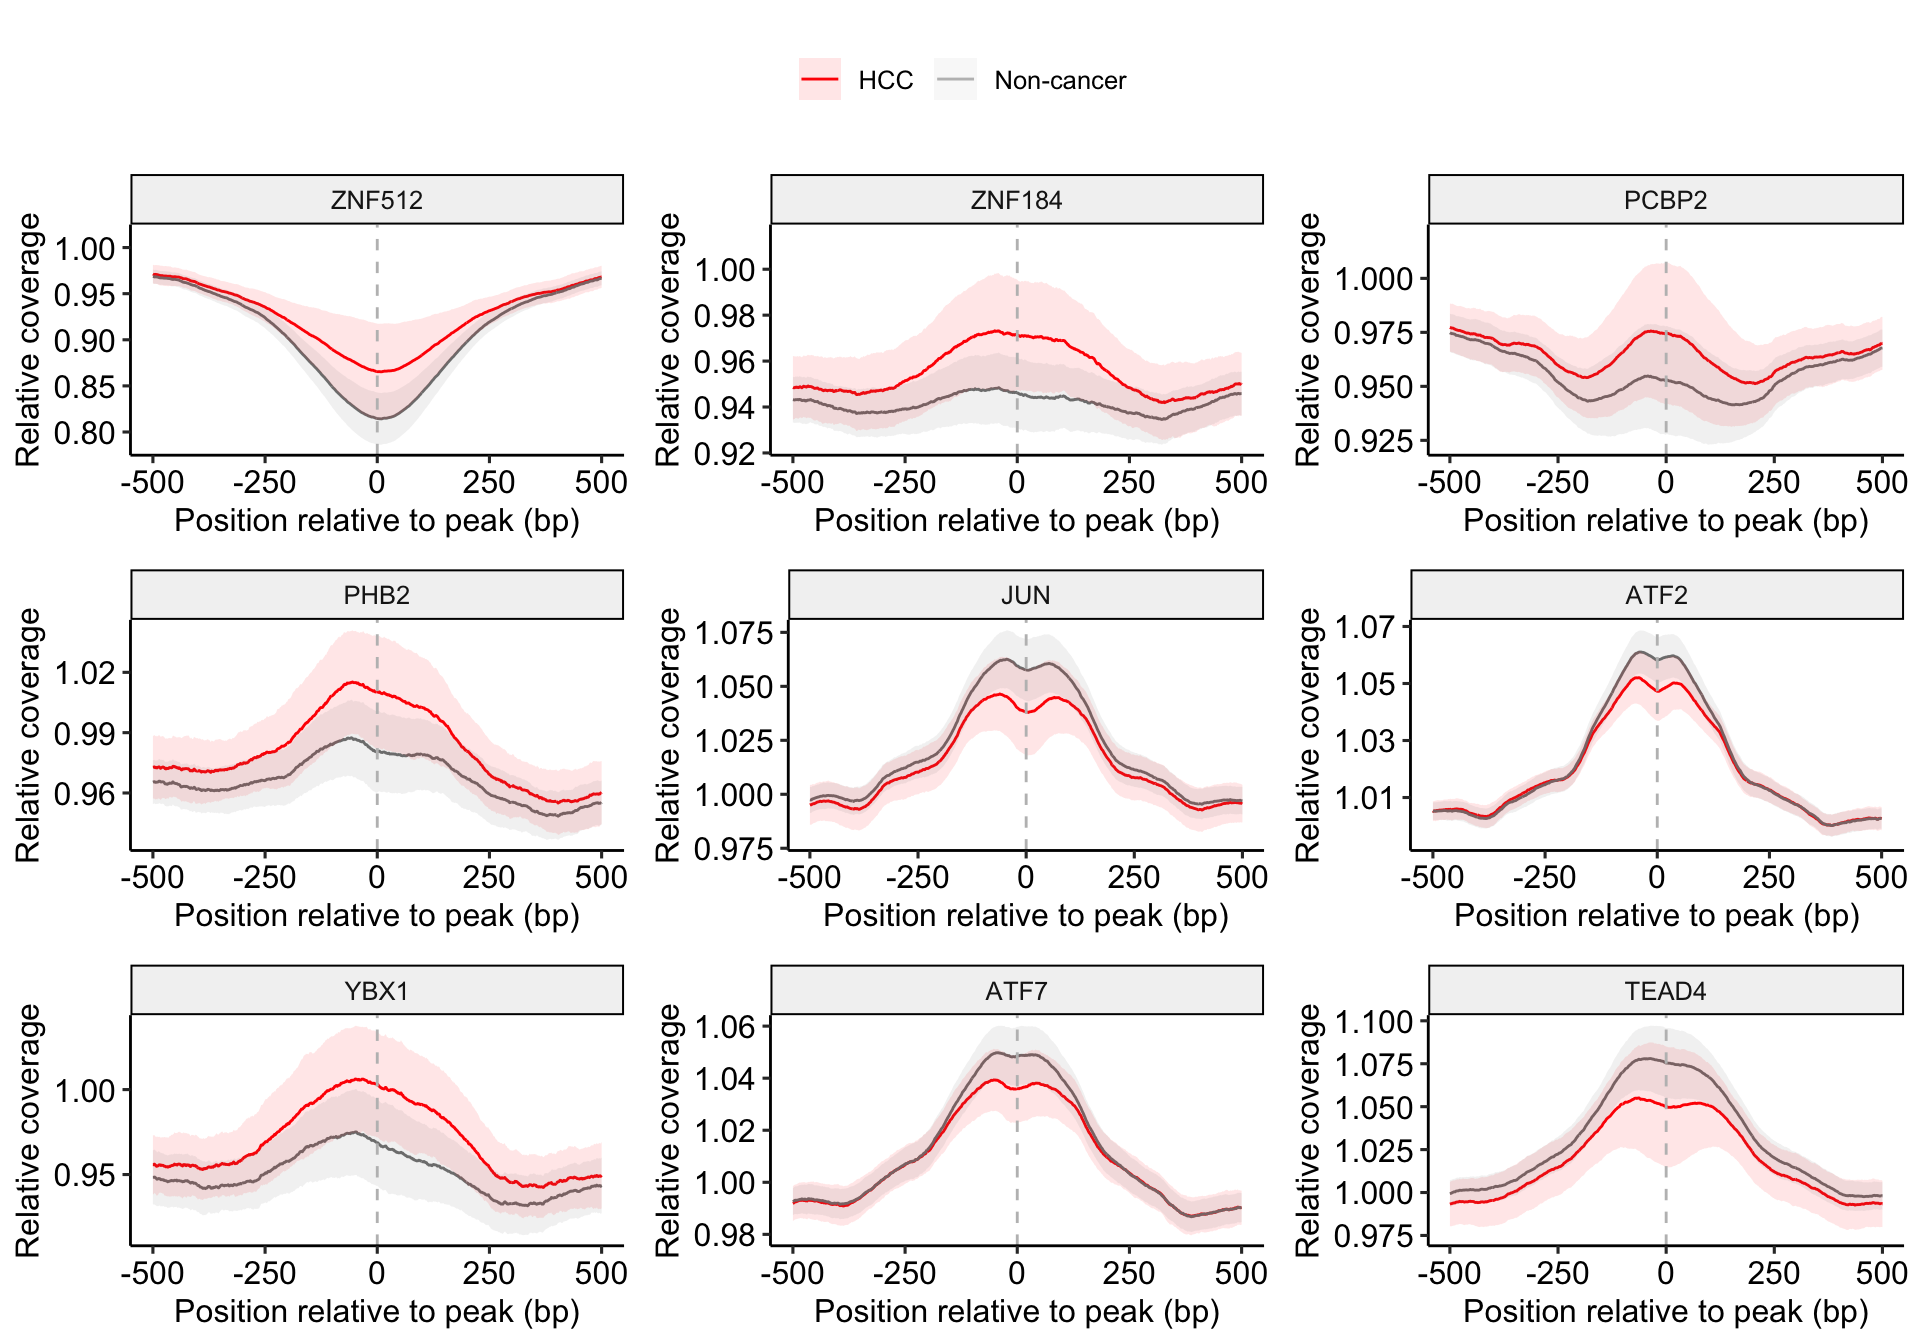 HCC Non-cancer
ZNF512 ZNF184 PCBP2
Relative coverage
1.00
0.95
0.90
0.85
0.80
-500 -250 0 250 500
Position relative to peak (bp)
Relative coverage
1.00
0.98
0.96
0.94
0.92
-500 -250 0 250 500
Position relative to peak (bp)
Relative coverage
1.000
0.975
0.950
0.925
-500 -250 0 250 500
Position relative to peak (bp)
PHB2 JUN ATF2
Relative coverage
1.02
0.99
0.96
-500 -250 0 250 500
Position relative to peak (bp)
Relative coverage
1.075
1.050
1.025
1.000
0.975
-500 -250 0 250 500
Position relative to peak (bp)
Relative coverage
1.07
1.05
1.03
1.01
-500 -250 0 250 500
Position relative to peak (bp)
YBX1 ATF7 TEAD4
Relative coverage
1.00
0.95
-500 -250 0 250 500
Position relative to peak (bp)
Relative coverage
1.06
1.04
1.02
1.00
0.98
-500 -250 0 250 500
Position relative to peak (bp)
Relative coverage
1.100
1.075
1.050
1.025
1.000
0.975
-500 -250 0 250 500
Position relative to peak (bp)